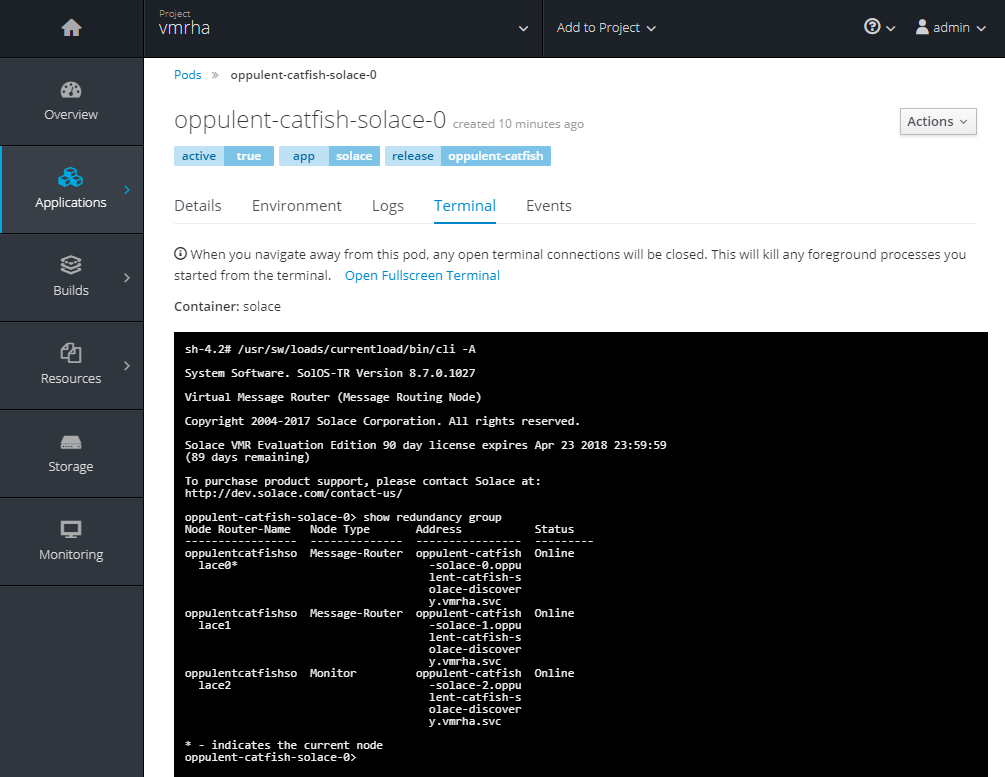 Project
vmrha
Add to Project
admin
Overview
Applications
Builds
Resources
Storage
Monitoring
Pods » oppulent-catfish-solace-0
oppulent-catfish-solace-0 created 10 minutes ago
Actions
active true app solace release oppulent-catfish
Details Environment Logs Terminal Events
When you navigate away from this pod, any open terminal connections will be closed. This will kill any foreground processes you
started from the terminal. Open Fullscreen Terminal
Container: solace
sh-4.2# /usr/sw/loads/currentload/bin/cli -A
System Software. SolOS-TR Version 8.7.0.1027
Virtual Message Router (Message Routing Node)
Copyright 2004-2017 Solace Corporation. All rights reserved.
Solace VMR Evaluation Edition 90 day license expires Apr 23 2018 23:59:59
(89 days remaining)
To purchase product support, please contact Solace at:
http://dev.solace.com/contact-us/
oppulent-catfish-solace-0> show redundancy group
Node Router-Name  Node Type       Address           Status
----------------- --------------  ----------------  ---------
oppulentcatfishso  Message-Router  oppulent-catfish  Online
  lace0*                             -solace-0.oppu
                                     lent-catfish-s
                                     olace-discover
                                     y.vmrha.svc
oppulentcatfishso  Message-Router  oppulent-catfish  Online
  lace1                              -solace-1.oppu
                                     lent-catfish-s
                                     olace-discover
                                     y.vmrha.svc
oppulentcatfishso  Monitor         oppulent-catfish  Online
  lace2                              -solace-2.oppu
                                     lent-catfish-s
                                     olace-discover
                                     y.vmrha.svc
* - indicates the current node
oppulent-catfish-solace-0>